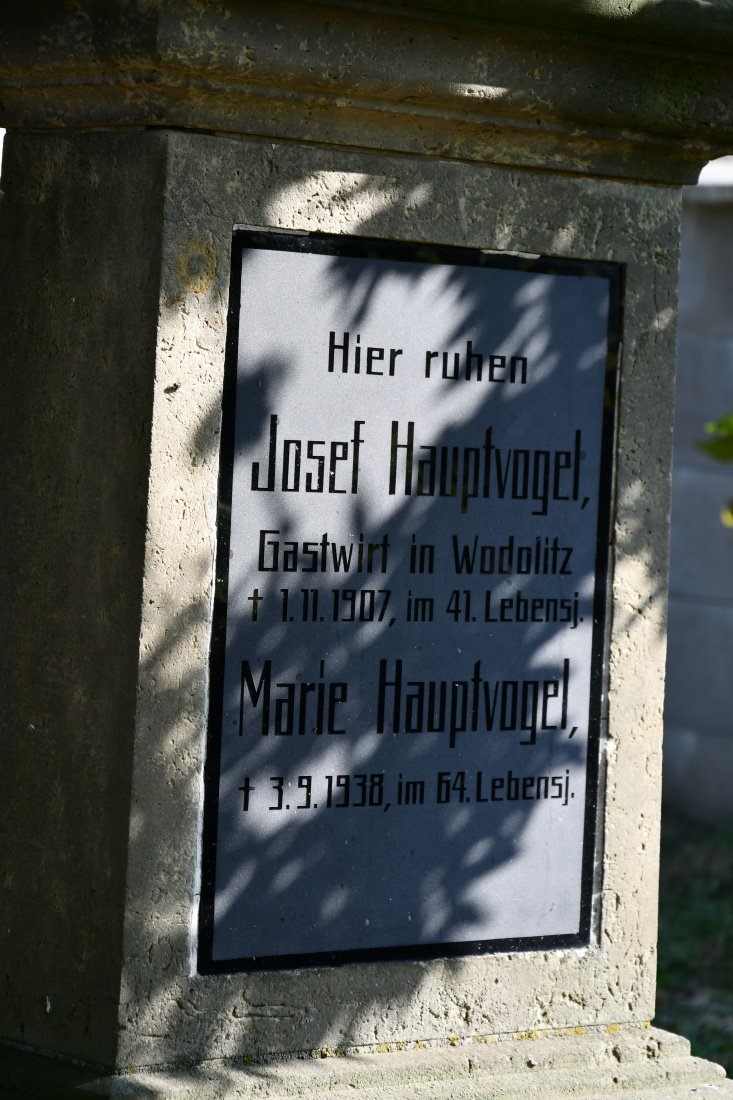 Hier ruhen
Josef Hauptvogel,
Gastwirt in Wodolitz
† 1.11.1907, im 41. Lebensj.
Marie Hauptvogel,
† 3.9.1938, im 64. Lebensj.